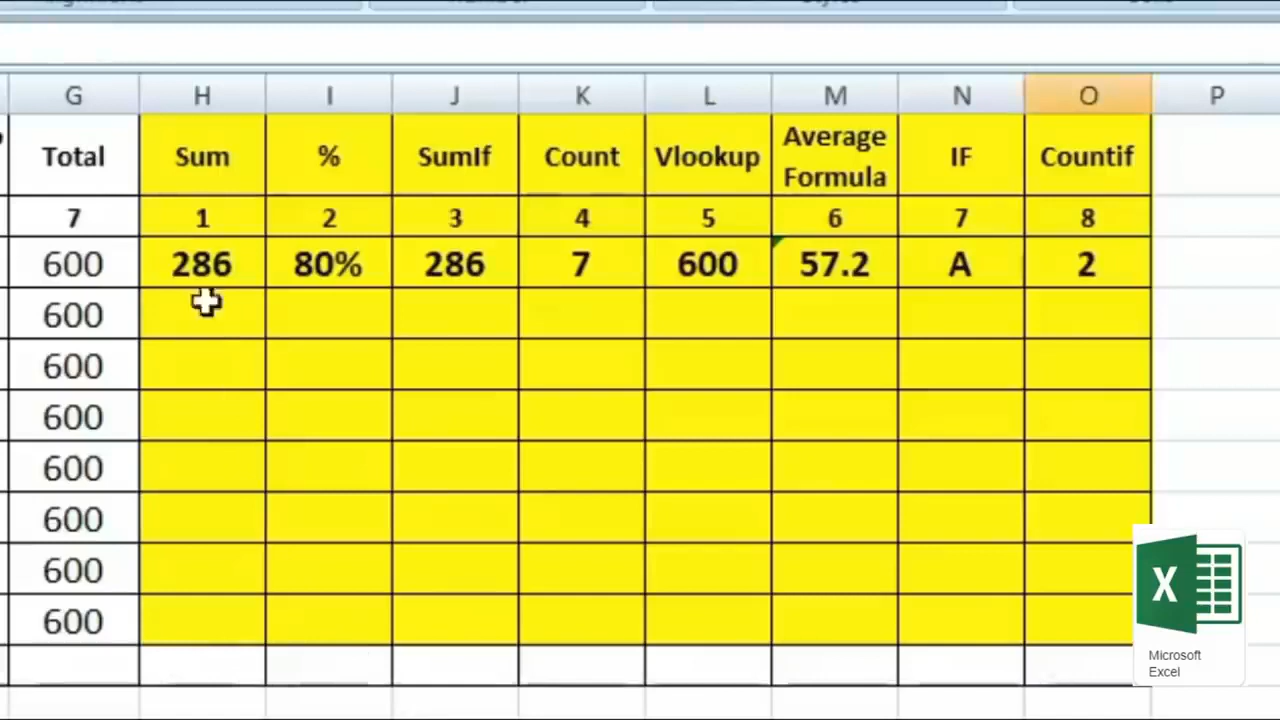 G H I J K L M N O P
Total Sum % SumIf Count Vlookup Average Formula IF Countif
7 1 2 3 4 5 6 7 8
600 286 80% 286 7 600 57.2 A 2
600
600
600
600
600
600
600
X
Microsoft
Excel